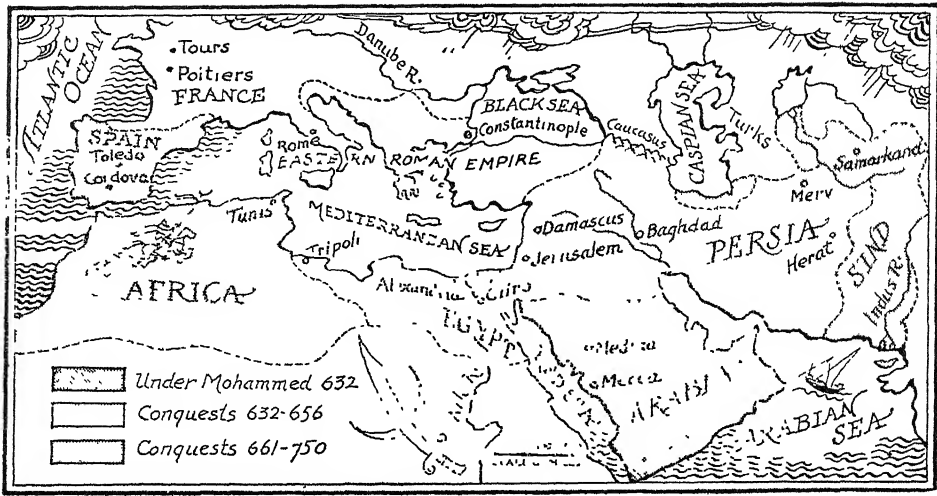 ATLANTIC
OCEAN
Tours
Poitiers
FRANCE
Danube R.
SPAIN
Toledo
Cordova
Rome
EASTERN ROMAN
EMPIRE
BLACK SEA
Constantinople
Caucasus
CASPIAN SEA
Turks
Samarkand
Merv
Tunis
MEDITERRANEAN SEA
Damascus
Baghdad
PERSIA
Herat
SIND
Indus R.
Tripoli
Jerusalem
AFRICA
Alexandria
Cairo
EGYPT
Medina
Mecca
ARABIA
ARABIAN
SEA
Under Mohammed 632
Conquests 632-656
Conquests 661-750